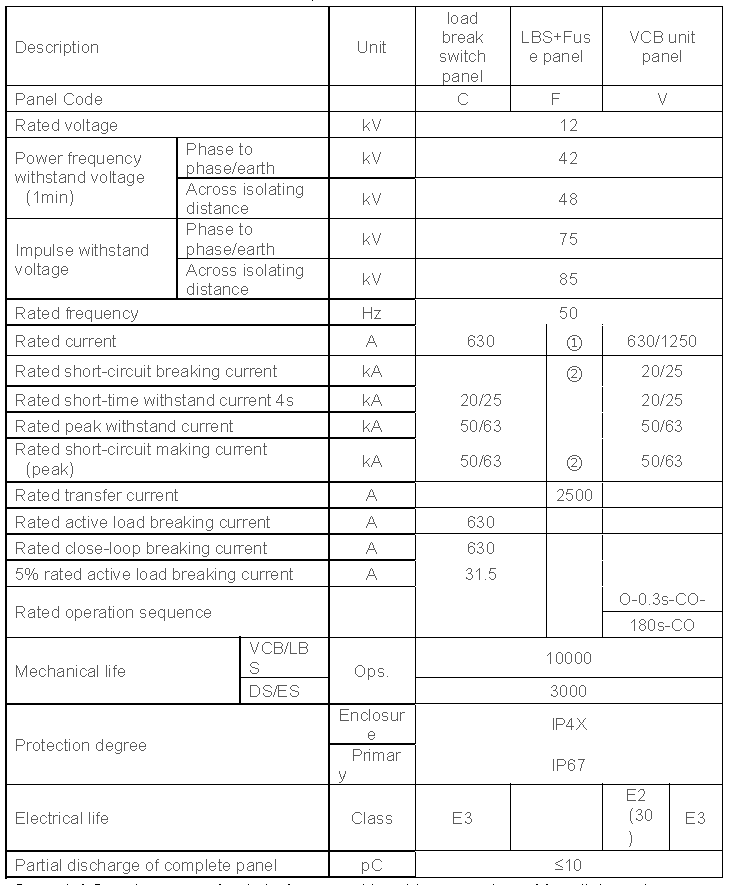 Description
Unit
load
break
switch
panel
LBS+Fus
e panel
VCB unit
panel
Panel Code
C
F
V
Rated voltage
kV
12
Power frequency
withstand voltage
(1min)
Phase to
phase/earth
kV
42
Across isolating
distance
kV
48
Impulse withstand
voltage
Phase to
phase/earth
kV
75
Across isolating
distance
kV
85
Rated frequency
Hz
50
Rated current
A
630
①
630/1250
Rated short-circuit breaking current
kA
②
20/25
Rated short-time withstand current 4s
kA
20/25
20/25
Rated peak withstand current
kA
50/63
50/63
Rated short-circuit making current
(peak)
kA
50/63
②
50/63
Rated transfer current
A
2500
Rated active load breaking current
A
630
Rated close-loop breaking current
A
630
5% rated active load breaking current
A
31.5
Rated operation sequence
O-0.3s-CO-
180s-CO
Mechanical life
VCB/LB
S
Ops.
10000
DS/ES
3000
Protection degree
Enclosur
e
IP4X
Primar
y
IP67
Electrical life
Class
E3
E2
(30
)
E3
Partial discharge of complete panel
pC
≤10